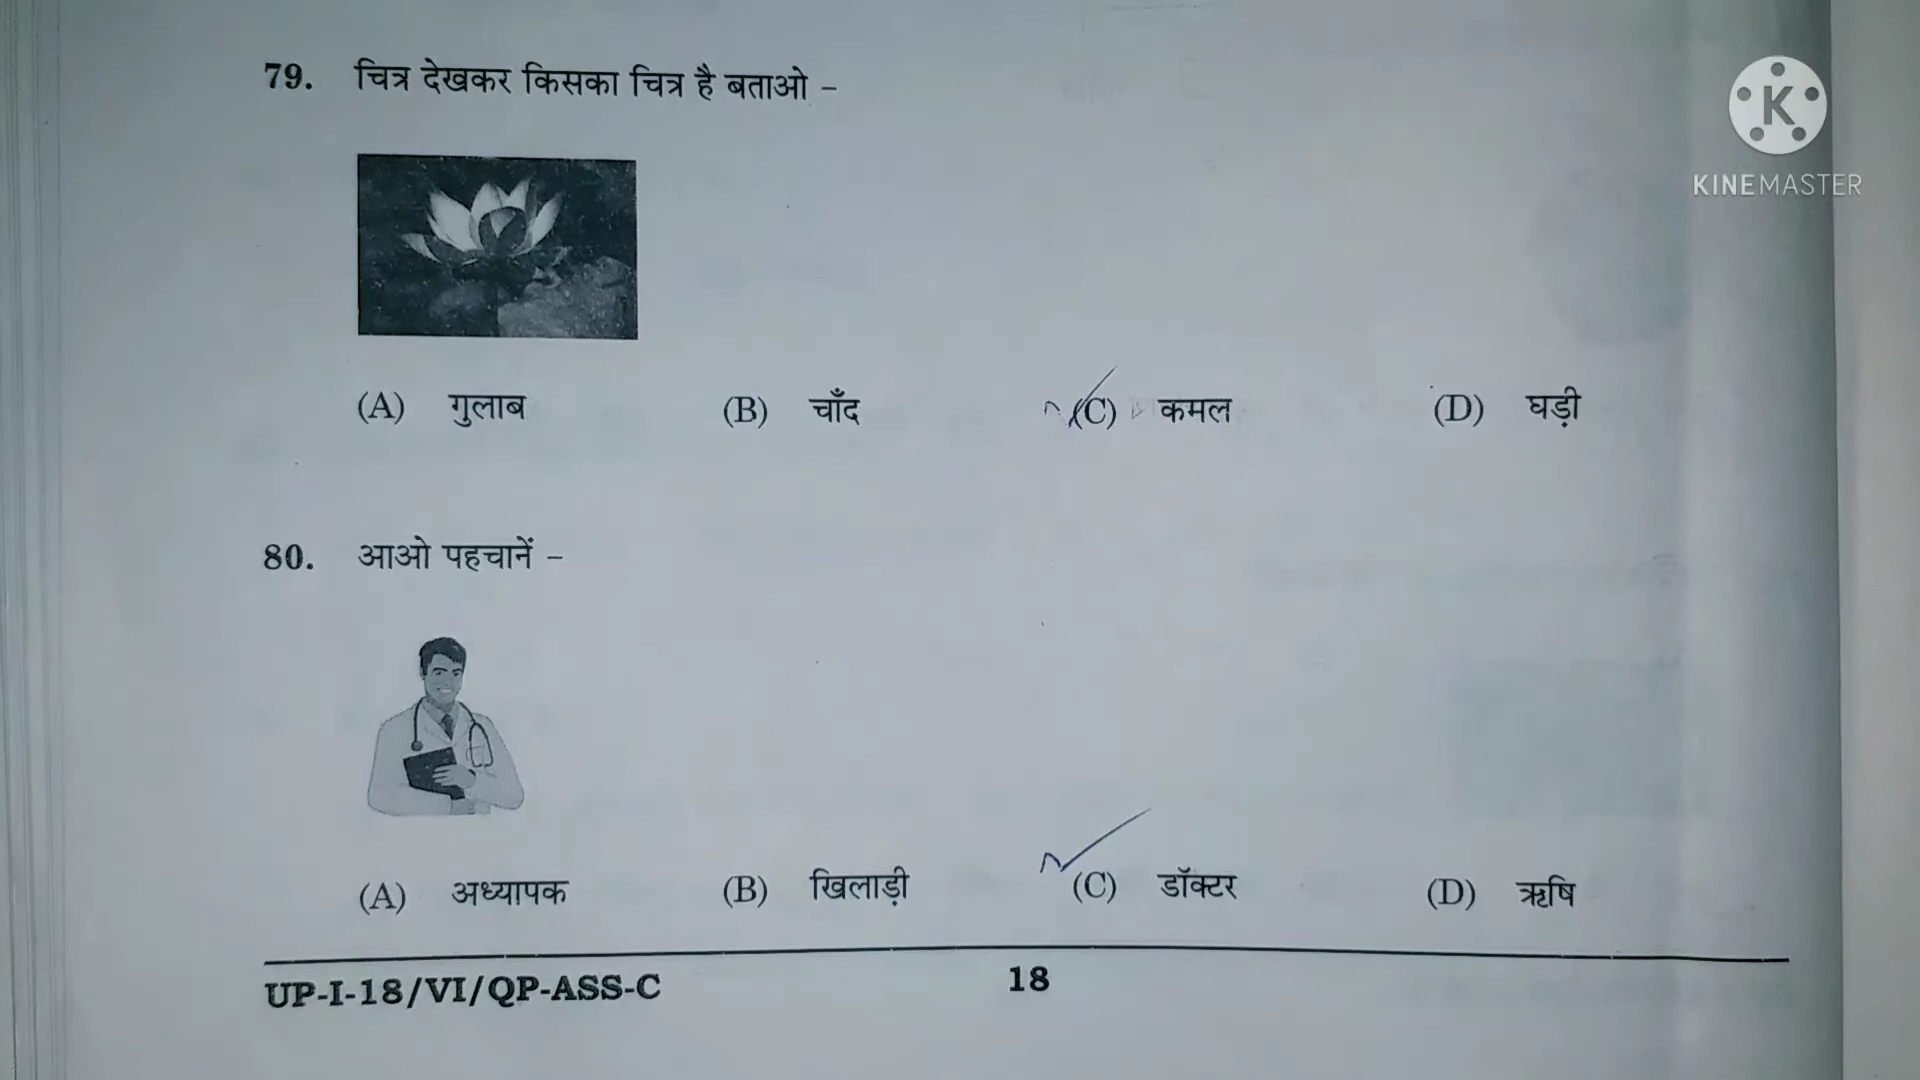 79. चित्र देखकर किसका चित्र है बताओ –
K
KINEMASTER
(A) गुलाब (B) चाँद (C) कमल (D) घड़ी
80. आओ पहचानें –
(A) अध्यापक (B) खिलाड़ी (C) डॉक्टर (D) ऋषि
UP-I-18/VI/QP-ASS-C 18